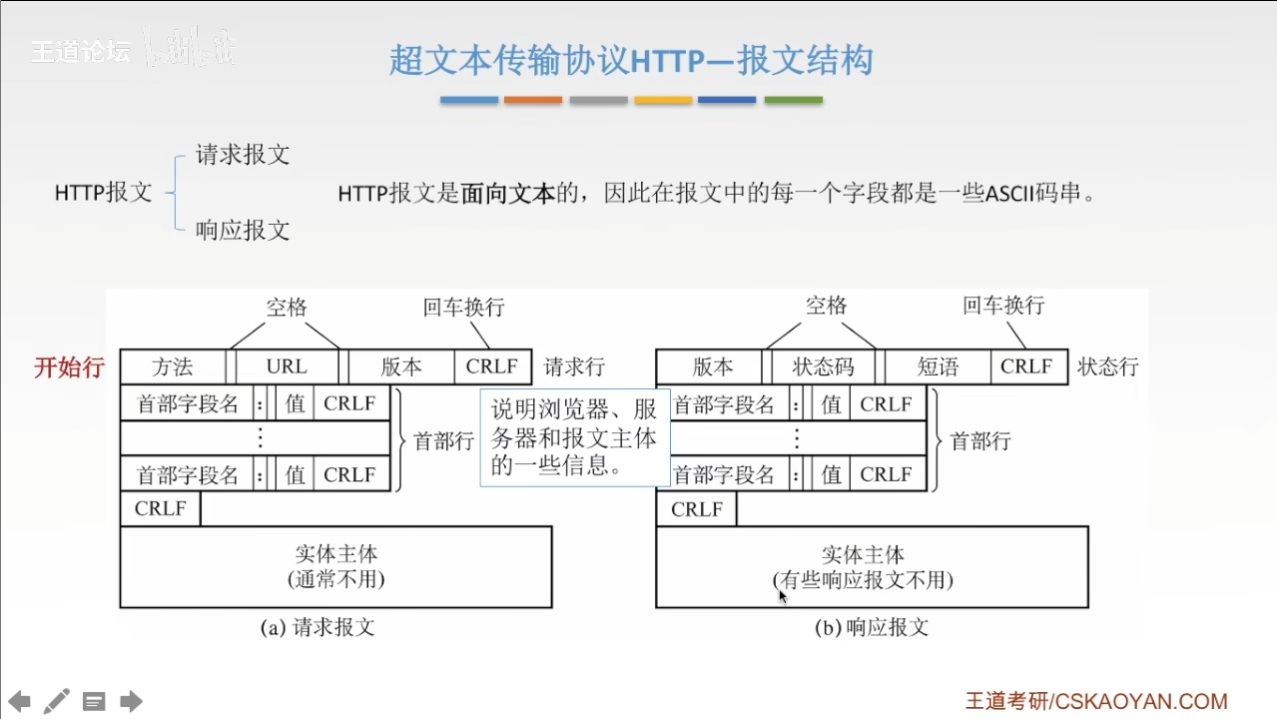 王道论坛 bilibili
超文本传输协议HTTP—报文结构
请求报文
HTTP报文
响应报文
HTTP报文是面向文本的，因此在报文中的每一个字段都是一些ASCII码串。
空格 回车换行
开始行 方法 URL 版本 CRLF 请求行
首部字段名 : 值 CRLF
⋮
首部行
首部字段名 : 值 CRLF
CRLF
实体主体
(通常不用)
(a) 请求报文
说明浏览器、服
务器和报文主体
的一些信息。
空格 回车换行
版本 状态码 短语 CRLF 状态行
首部字段名 : 值 CRLF
⋮
首部行
首部字段名 : 值 CRLF
CRLF
实体主体
(有些响应报文不用)
(b) 响应报文
王道考研/CSKAOYAN.COM